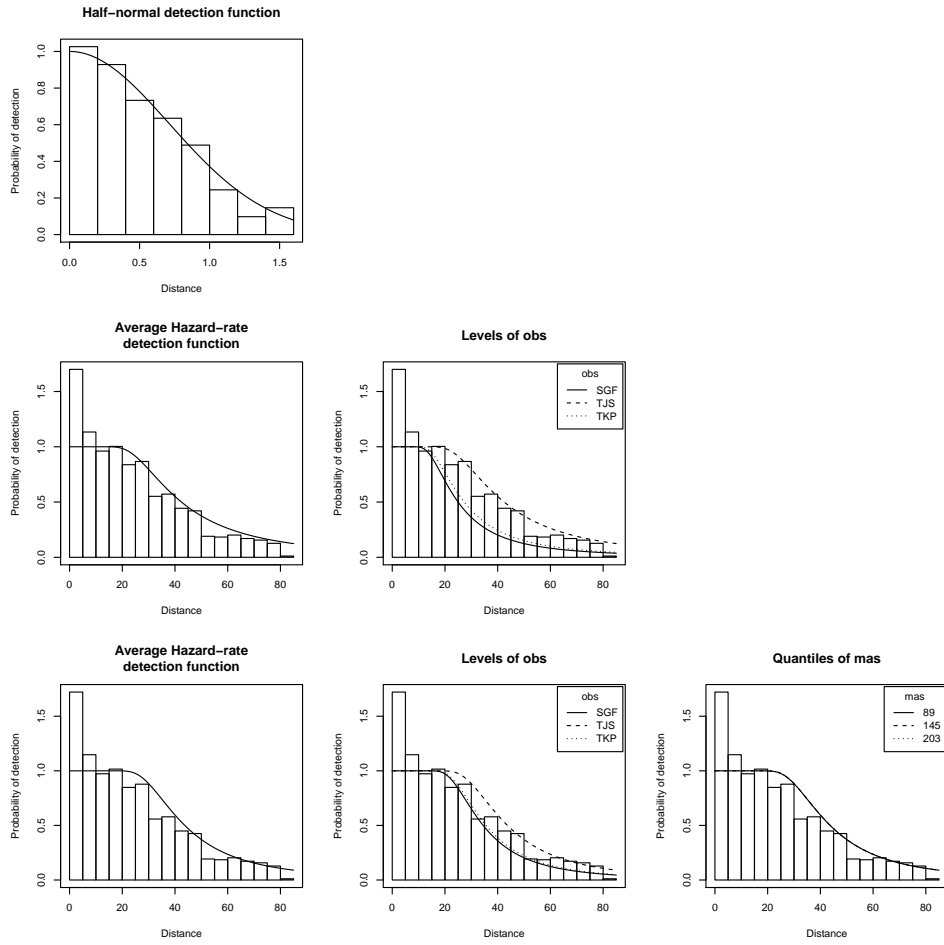 Half−normal detection function
Probability of detection
0.0 0.2 0.4 0.6 0.8 1.0
0.0 0.5 1.0 1.5
Distance
Average Hazard−rate
detection function
Probability of detection
0.0 0.5 1.0 1.5
0 20 40 60 80
Distance
Levels of obs
Probability of detection
0.0 0.5 1.0 1.5
obs
SGF
TJS
TKP
0 20 40 60 80
Distance
Average Hazard−rate
detection function
Probability of detection
0.0 0.5 1.0 1.5
0 20 40 60 80
Distance
Levels of obs
Probability of detection
0.0 0.5 1.0 1.5
obs
SGF
TJS
TKP
0 20 40 60 80
Distance
Quantiles of mas
Probability of detection
0.0 0.5 1.0 1.5
mas
89
145
203
0 20 40 60 80
Distance